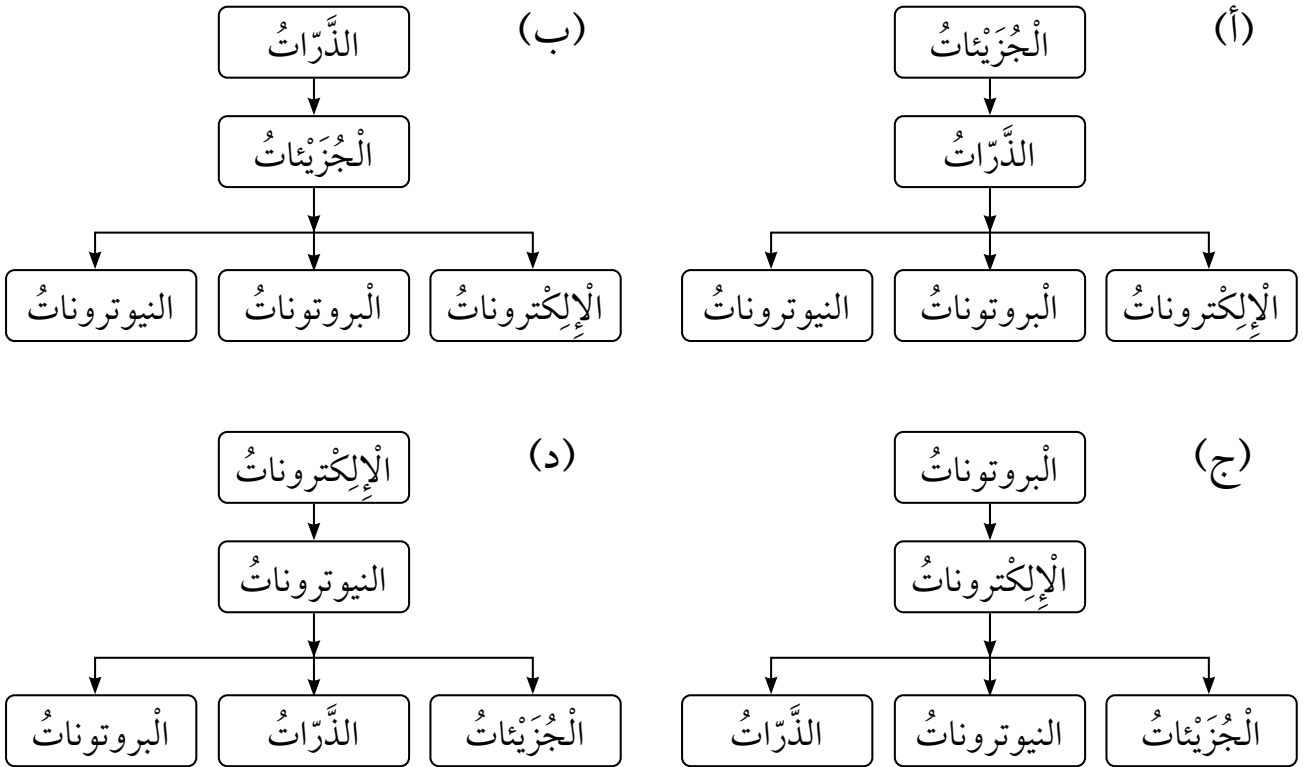 (أ)
الْجُزَيْئاتُ
الذَّرّاتُ
الْإِلِكْتروناتُ الْبروتوناتُ النيوتروناتُ
(ب)
الذَّرّاتُ
الْجُزَيْئاتُ
الْإِلِكْتروناتُ الْبروتوناتُ النيوتروناتُ
(ج)
الْبروتوناتُ
الْإِلِكْتروناتُ
الْجُزَيْئاتُ النيوتروناتُ الذَّرّاتُ
(د)
الْإِلِكْتروناتُ
النيوتروناتُ
الْجُزَيْئاتُ الذَّرّاتُ الْبروتوناتُ